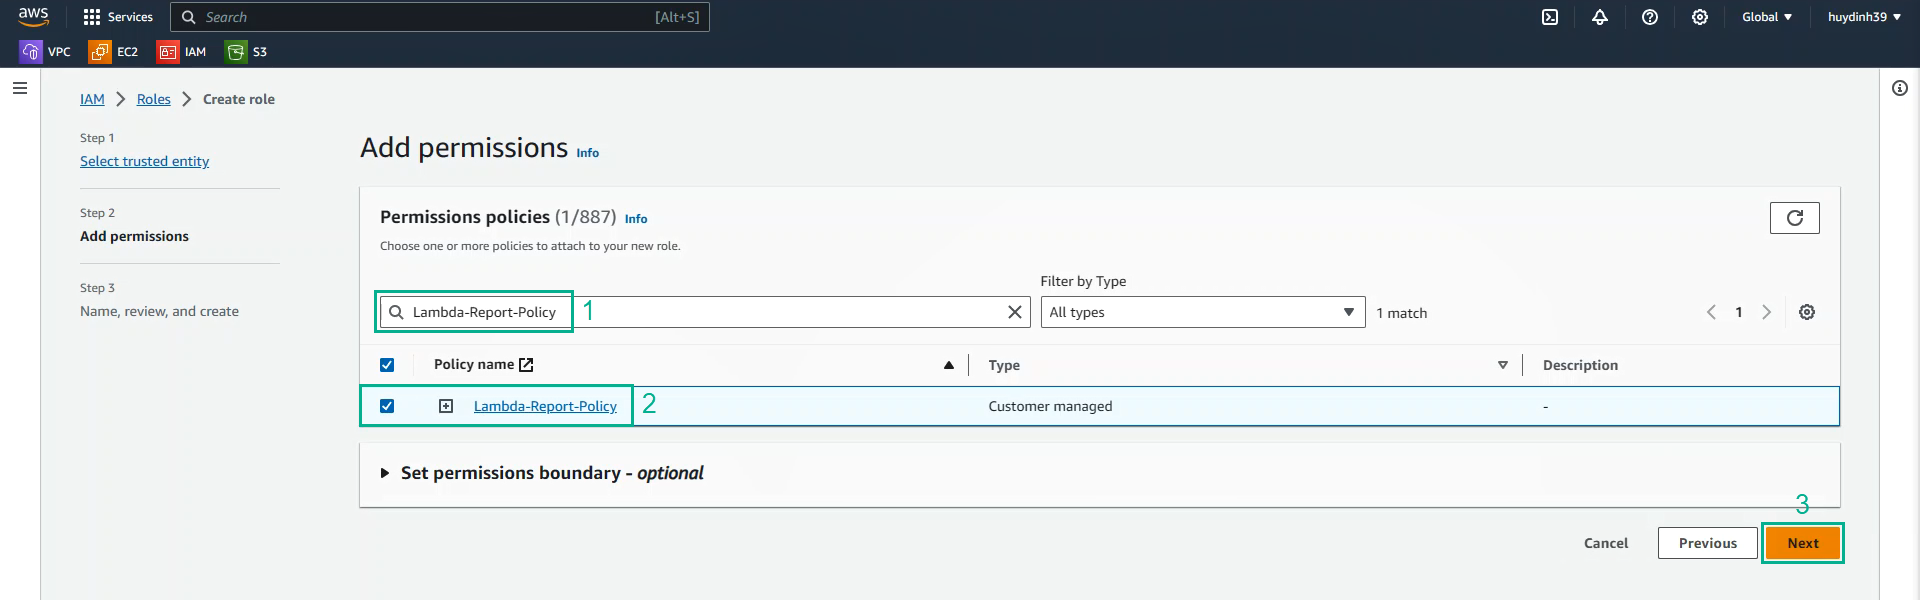 aws
Services
Search
[Alt+S]
Global
huydinh39
VPC
EC2
IAM
S3
IAM
Roles
Create role
Step 1
Select trusted entity
Step 2
Add permissions
Step 3
Name, review, and create
Add permissions Info
Permissions policies (1/887) Info
Choose one or more policies to attach to your new role.
Filter by Type
Lambda-Report-Policy
1
All types
1 match
1
Policy name
Type
Description
Lambda-Report-Policy
2
Customer managed
-
Set permissions boundary - optional
3
Cancel
Previous
Next